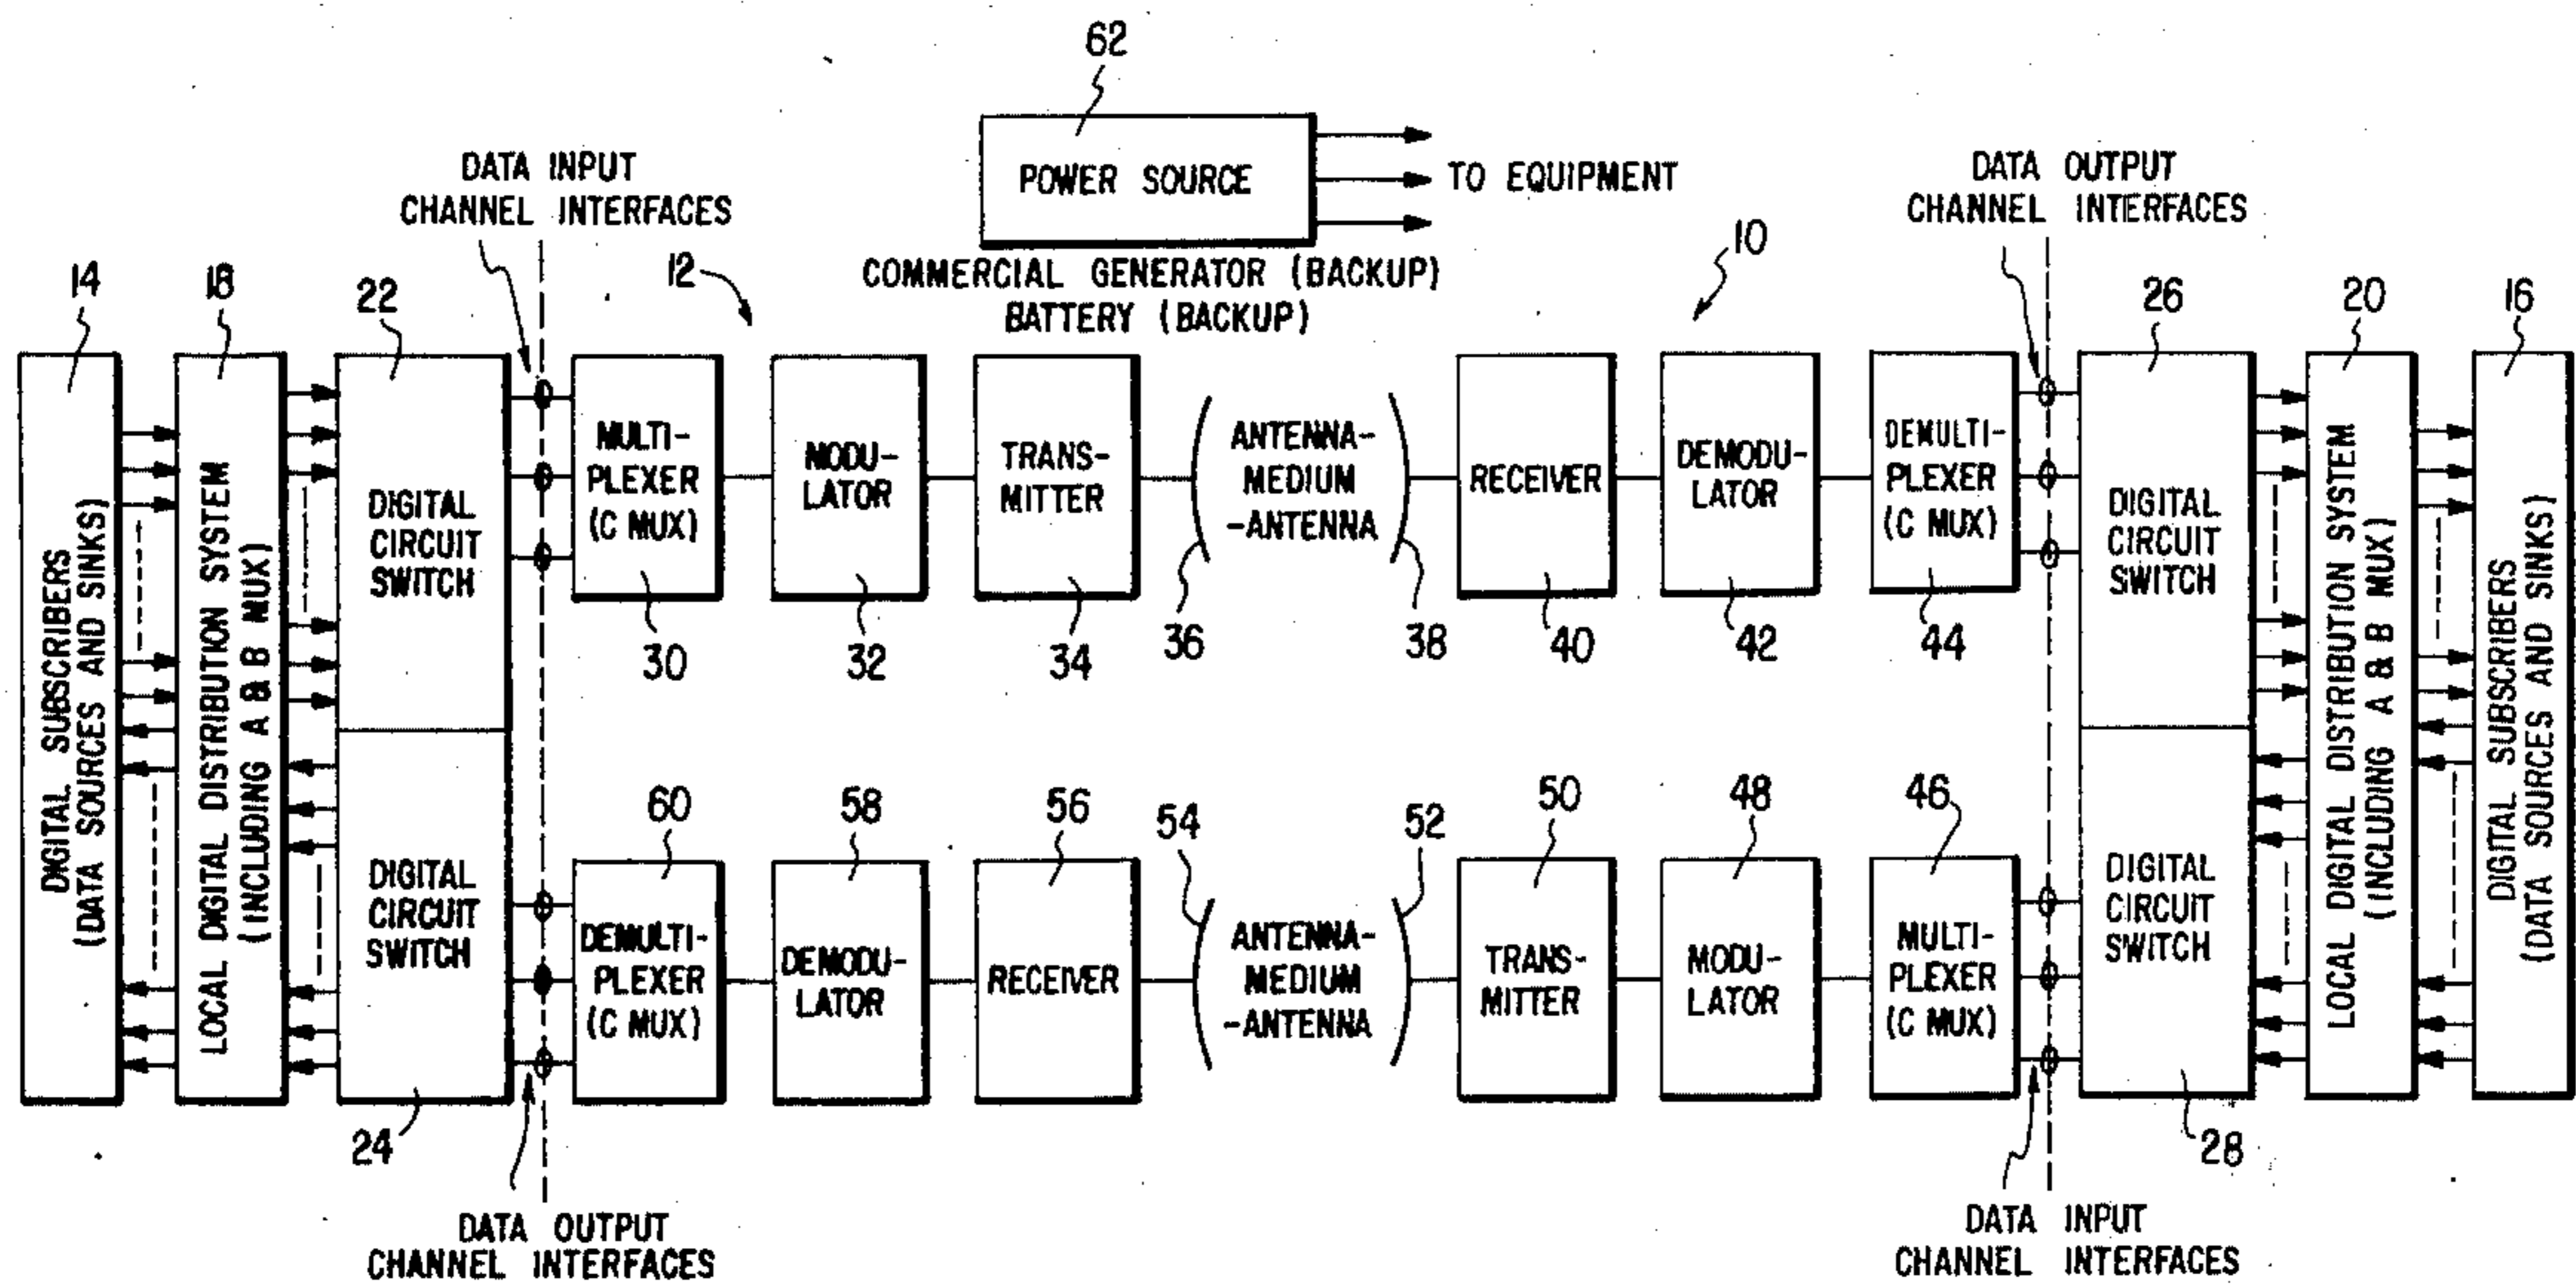 62
POWER SOURCE
TO EQUIPMENT
COMMERCIAL GENERATOR (BACKUP)
BATTERY (BACKUP)
DATA INPUT
CHANNEL INTERFACES
DATA OUTPUT
CHANNEL INTERFACES
12
10
14
18
22
26
20
16
DIGITAL SUBSCRIBERS
(DATA SOURCES AND SINKS)
LOCAL DIGITAL DISTRIBUTION SYSTEM
(INCLUDING A & B MUX)
DIGITAL
CIRCUIT
SWITCH
MULTI-
PLEXER
(C MUX)
MODU-
LATOR
TRANS-
MITTER
ANTENNA-
MEDIUM
-ANTENNA
RECEIVER
DEMODU-
LATOR
DEMULTI-
PLEXER
(C MUX)
DIGITAL
CIRCUIT
SWITCH
LOCAL DIGITAL DISTRIBUTION SYSTEM
(INCLUDING A & B MUX)
DIGITAL SUBSCRIBERS
(DATA SOURCES AND SINKS)
30
32
34
36
38
40
42
44
60
58
56
54
52
50
48
46
DIGITAL
CIRCUIT
SWITCH
DEMULTI-
PLEXER
(C MUX)
DEMODU-
LATOR
RECEIVER
ANTENNA-
MEDIUM
-ANTENNA
TRANS-
MITTER
MODU-
LATOR
MULTI-
PLEXER
(C MUX)
DIGITAL
CIRCUIT
SWITCH
24
28
DATA OUTPUT
CHANNEL INTERFACES
DATA INPUT
CHANNEL INTERFACES